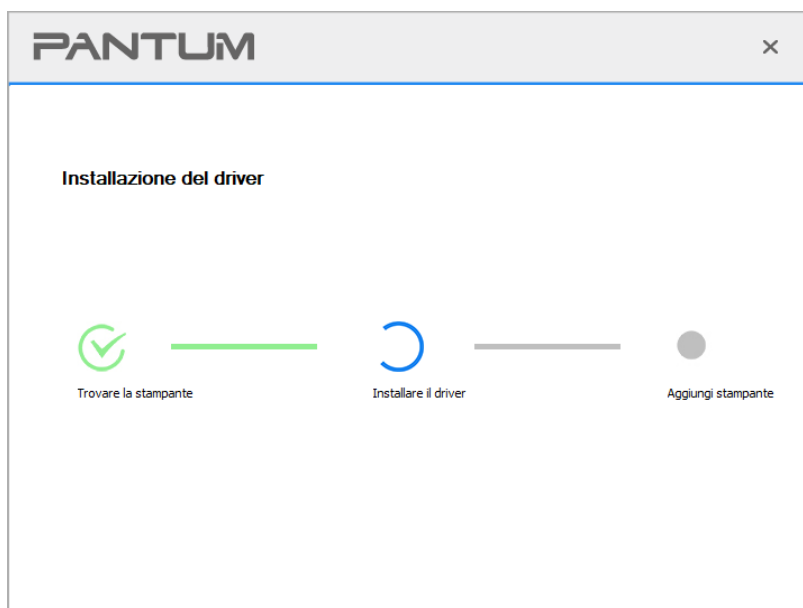 PANTUM
Installazione del driver
Trovare la stampante
Installare il driver
Aggiungi stampante